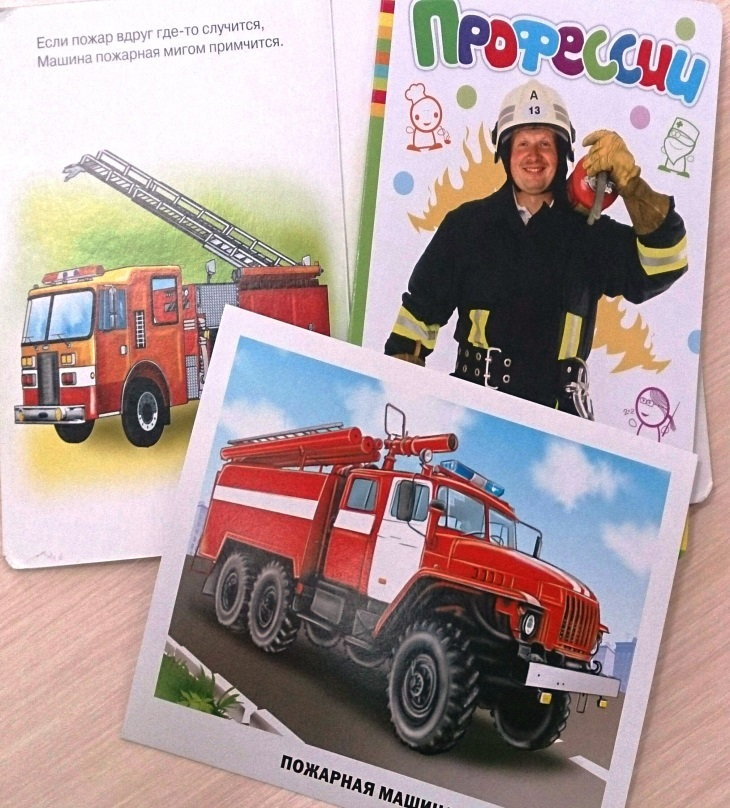 Если пожар вдруг где-то случится,
Машина пожарная мигом примчится.
Профессии
А
13
ПОЖАРНАЯ МАШИН